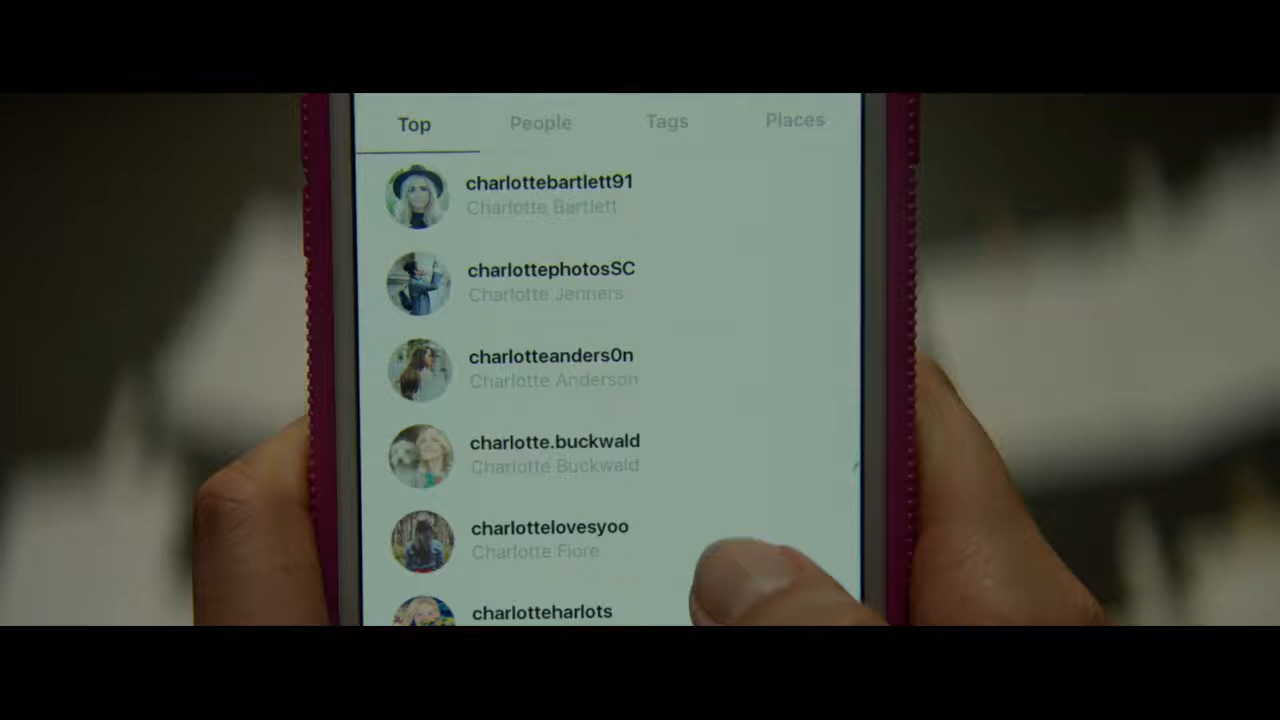 Top People Tags Places
charlottebartlett91
Charlotte Bartlett
charlottephotosSC
Charlotte Jenners
charlotteanders0n
Charlotte Anderson
charlotte.buckwald
Charlotte Buckwald
charlottelovesyoo
Charlotte Fiore
charlotteharlots